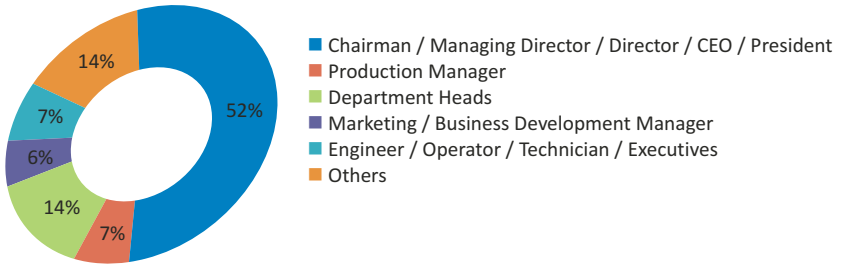 52%
7%
14%
6%
7%
14%
Chairman / Managing Director / Director / CEO / President
Production Manager
Department Heads
Marketing / Business Development Manager
Engineer / Operator / Technician / Executives
Others